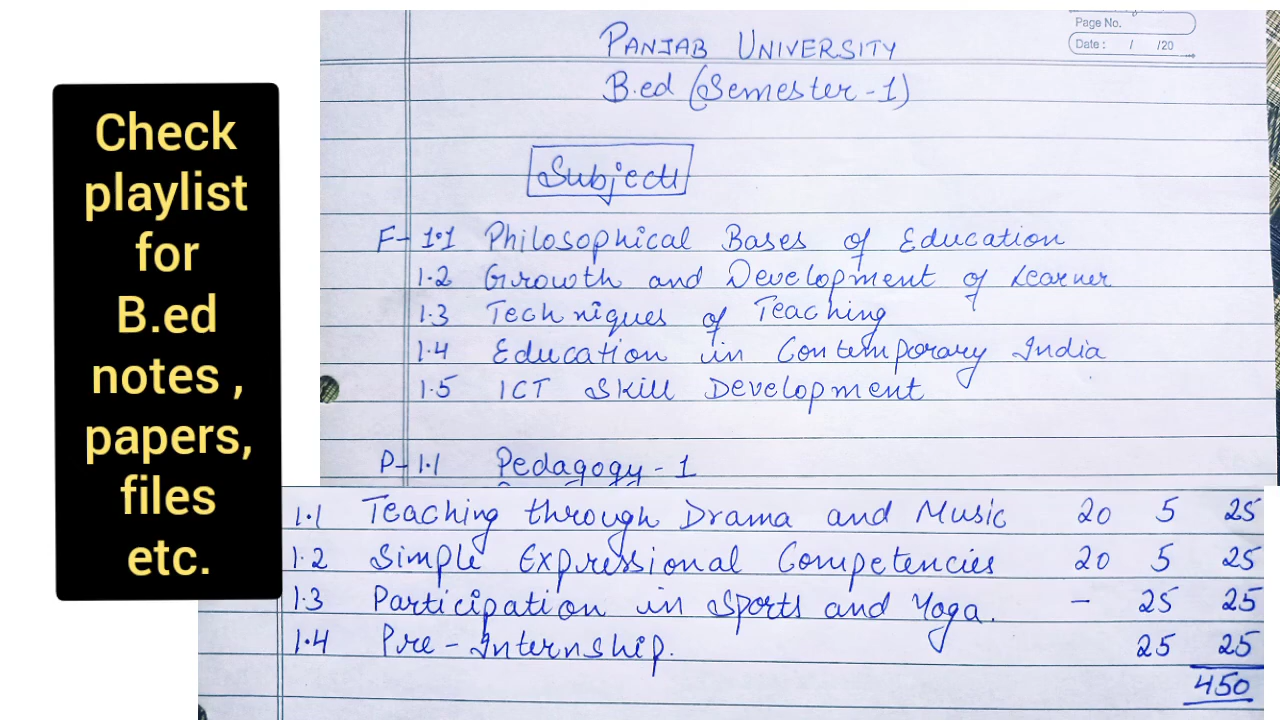 Page No.
Date: / /20
PANJAB UNIVERSITY
B.ed (Semester-1)
Subjects
F- 1.1 Philosophical Bases of Education
1.2 Growth and Development of Learner
1.3 Techniques of Teaching
1.4 Education in Contemporary India
1.5 ICT Skill Development
P- 1.1 Pedagogy - 1
1.1 Teaching through Drama and Music 20 5 25
1.2 Simple Expressional Competencies 20 5 25
1.3 Participation in Sports and Yoga. – 25 25
1.4 Pre-Internship. 25 25
450
Check
playlist
for
B.ed
notes ,
papers,
files
etc.